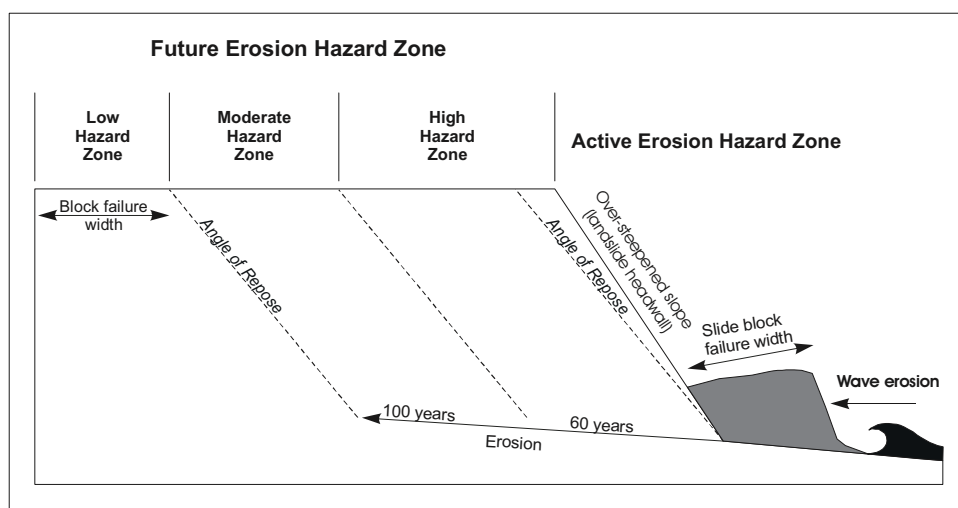 Future Erosion Hazard Zone
Low
Hazard
Zone
Moderate
Hazard
Zone
High
Hazard
Zone
Active Erosion Hazard Zone
Block failure
width
Angle of Repose
Angle of Repose
Over-steepened slope
(landslide headwall)
Slide block
failure width
Wave erosion
100 years
60 years
Erosion